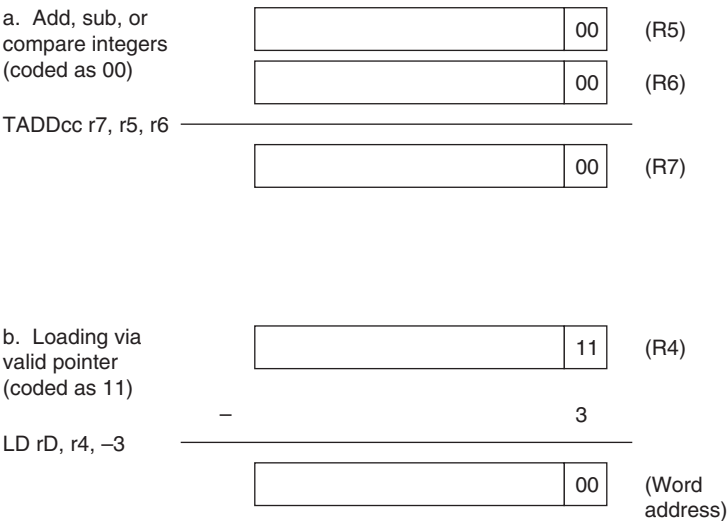 a. Add, sub, or
compare integers
(coded as 00)
00 (R5)
00 (R6)
TADDcc r7, r5, r6
00 (R7)
b. Loading via
valid pointer
(coded as 11)
11 (R4)
– 3
LD rD, r4, –3
00 (Word
address)